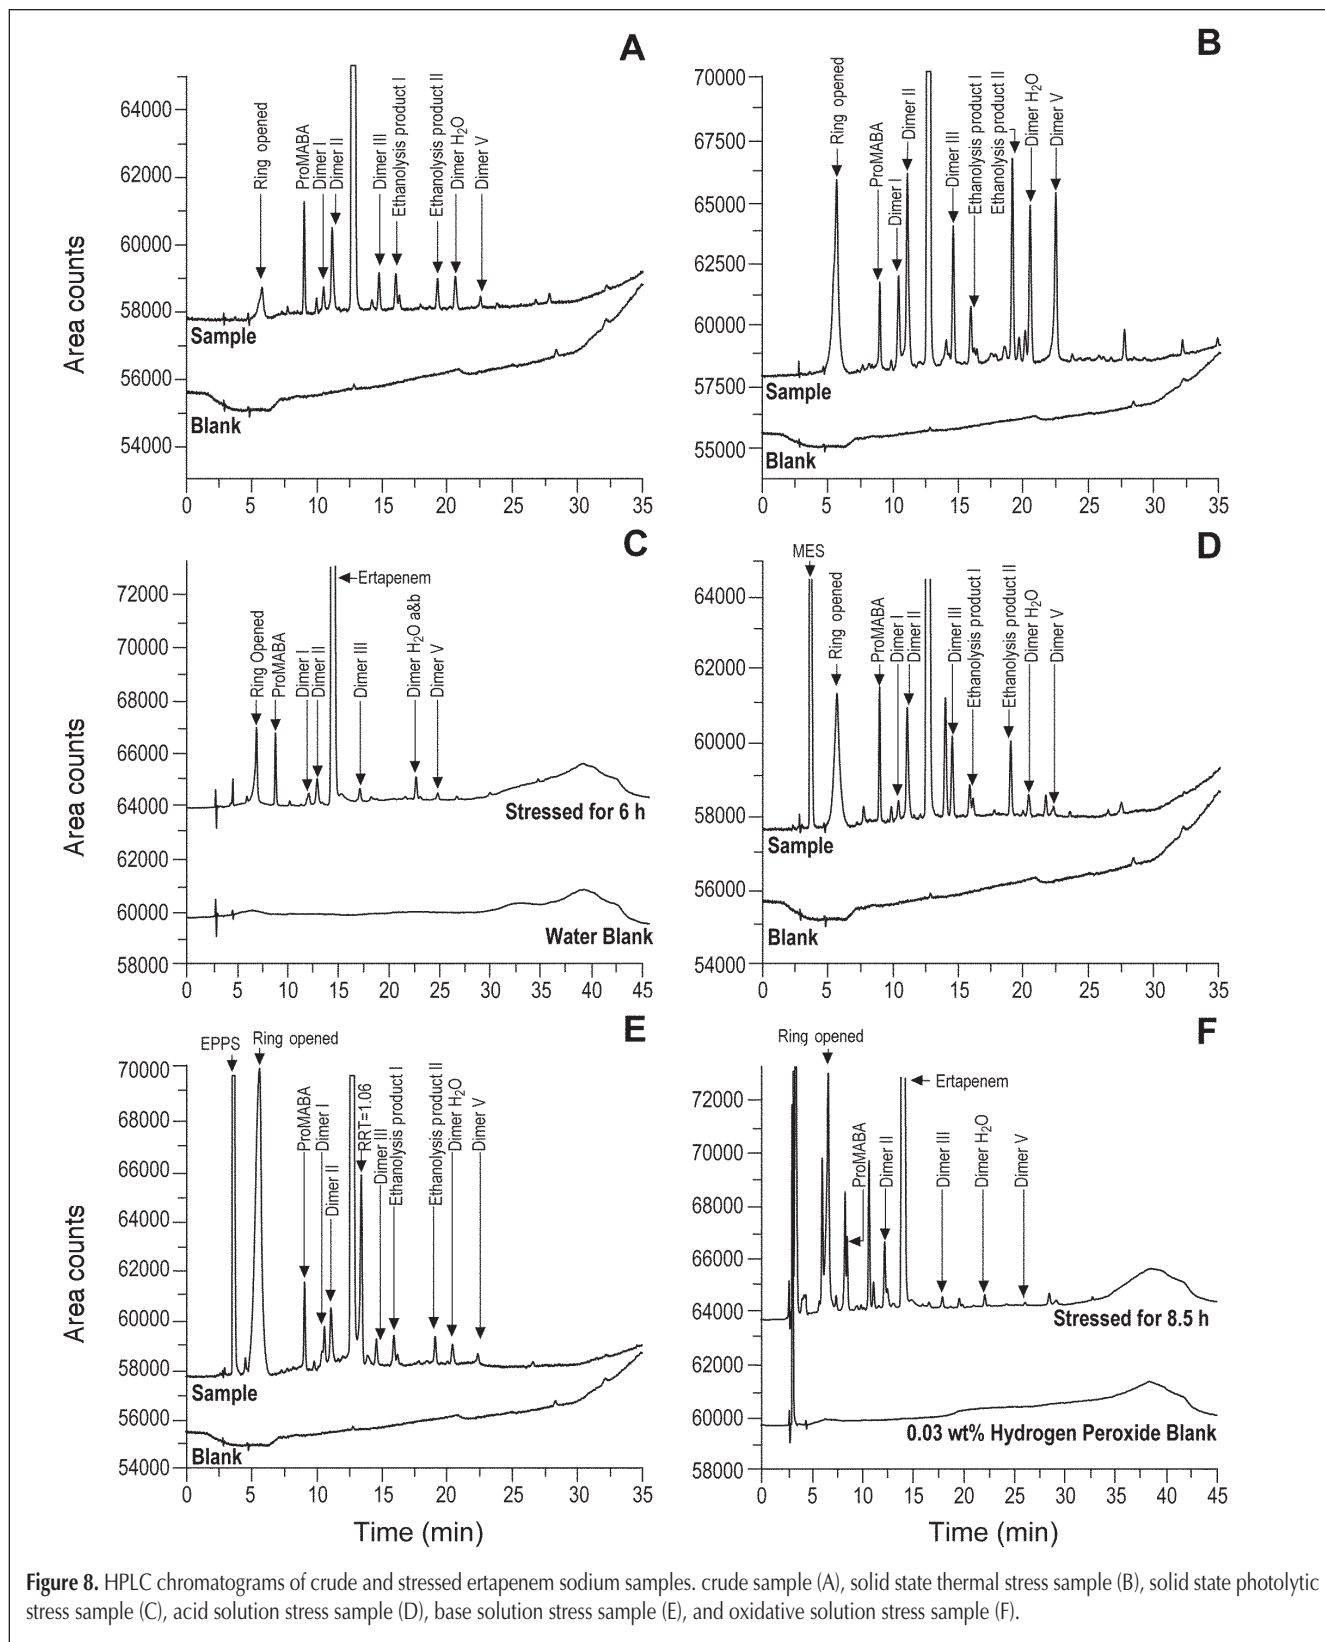 A
Area counts
64000
62000
60000
58000
56000
54000
Ring opened
ProMABA
Dimer I
Dimer II
Dimer III
Ethanolysis product I
Ethanolysis product II
Dimer H₂O
Dimer V
Sample
Blank
0 5 10 15 20 25 30 35
B
70000
67500
65000
62500
60000
57500
55000
Ring opened
ProMABA
Dimer I
Dimer II
Dimer III
Ethanolysis product I
Ethanolysis product II
Dimer H₂O
Dimer V
Sample
Blank
0 5 10 15 20 25 30 35
C
Area counts
72000
70000
68000
66000
64000
62000
60000
58000
Ring Opened
ProMABA
Dimer I
Dimer II
Ertapenem
Dimer III
Dimer H₂O a&b
Dimer V
Stressed for 6 h
Water Blank
0 5 10 15 20 25 30 35 40 45
D
64000
62000
60000
58000
56000
54000
MES
Ring opened
ProMABA
Dimer I
Dimer II
Dimer III
Ethanolysis product I
Ethanolysis product II
Dimer H₂O
Dimer V
Sample
Blank
0 5 10 15 20 25 30 35
E
Area counts
70000
68000
66000
64000
62000
60000
58000
56000
54000
EPPS
Ring opened
ProMABA
Dimer I
Dimer II
RRT=1.06
Dimer III
Ethanolysis product I
Ethanolysis product II
Dimer H₂O
Dimer V
Sample
Blank
0 5 10 15 20 25 30 35
Time (min)
F
72000
70000
68000
66000
64000
62000
60000
58000
Ring opened
ProMABA
Dimer II
Ertapenem
Dimer III
Dimer H₂O
Dimer V
Stressed for 8.5 h
0.03 wt% Hydrogen Peroxide Blank
0 5 10 15 20 25 30 35 40 45
Time (min)
Figure 8. HPLC chromatograms of crude and stressed ertapenem sodium samples. crude sample (A), solid state thermal stress sample (B), solid state photolytic
stress sample (C), acid solution stress sample (D), base solution stress sample (E), and oxidative solution stress sample (F).